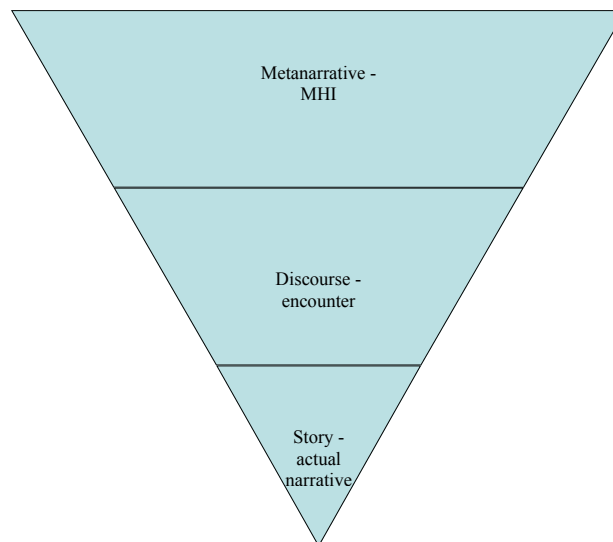 Metanarrative -
MHI
Discourse -
encounter
Story -
actual
narrative